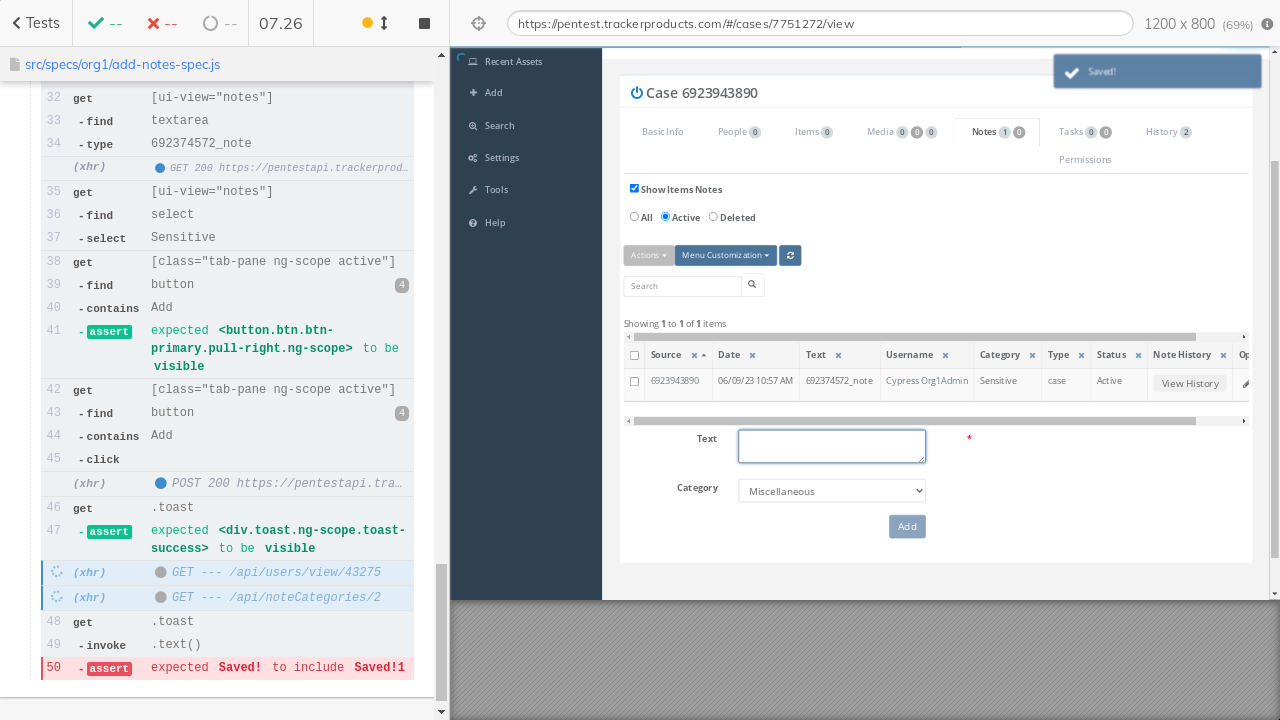 Tests
--
--
--
07.26
https://pentest.trackerproducts.com/#/cases/7751272/view
1200 x 800 (69%)
src/specs/org1/add-notes-spec.js
32 get [ui-view="notes"]
33 - find textarea
34 - type 692374572_note
(xhr) GET 200 https://pentestapi.trackerprod…
35 get [ui-view="notes"]
36 - find select
37 - select Sensitive
38 get [class="tab-pane ng-scope active"]
39 - find button 4
40 - contains Add
41 - assert expected <button.btn.btn-
primary.pull-right.ng-scope> to be
visible
42 get [class="tab-pane ng-scope active"]
43 - find button 4
44 - contains Add
45 - click
(xhr) POST 200 https://pentestapi.tra…
46 get .toast
47 - assert expected <div.toast.ng-scope.toast-
success> to be visible
(xhr) GET --- /api/users/view/43275
(xhr) GET --- /api/noteCategories/2
48 get .toast
49 - invoke .text()
50 - assert expected Saved! to include Saved!1
Recent Assets
Add
Search
Settings
Tools
Help
Saved!
Case 6923943890
Basic Info People 0 Items 0 Media 0 0 0 Notes 1 0 Tasks 0 0 History 2
Permissions
Show Items Notes
All Active Deleted
Actions Menu Customization
Search
Showing 1 to 1 of 1 items
Source Date Text Username Category Type Status Note History Op
6923943890 06/09/23 10:57 AM 692374572_note Cypress Org1Admin Sensitive case Active View History
Text *
Category Miscellaneous
Add